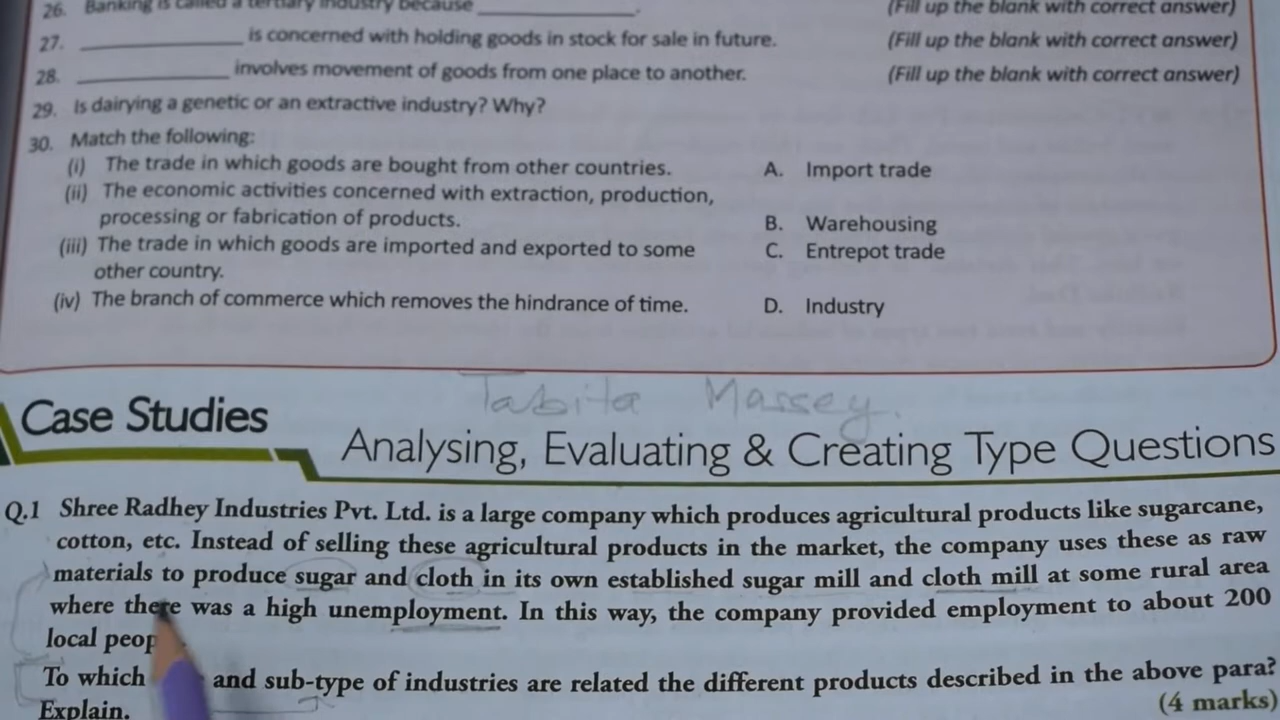 26. Banking is called a tertiary industry because ____________. (Fill up the blank with correct answer)
27. ____________ is concerned with holding goods in stock for sale in future. (Fill up the blank with correct answer)
28. ____________ involves movement of goods from one place to another. (Fill up the blank with correct answer)
29. Is dairying a genetic or an extractive industry? Why?
30. Match the following:
(i) The trade in which goods are bought from other countries. A. Import trade
(ii) The economic activities concerned with extraction, production,
processing or fabrication of products. B. Warehousing
(iii) The trade in which goods are imported and exported to some C. Entrepot trade
other country.
(iv) The branch of commerce which removes the hindrance of time. D. Industry
Tabita Massey.
Case Studies
Analysing, Evaluating & Creating Type Questions
Q.1 Shree Radhey Industries Pvt. Ltd. is a large company which produces agricultural products like sugarcane,
cotton, etc. Instead of selling these agricultural products in the market, the company uses these as raw
materials to produce sugar and cloth in its own established sugar mill and cloth mill at some rural area
where there was a high unemployment. In this way, the company provided employment to about 200
local peop
To which and sub-type of industries are related the different products described in the above para?
Explain. (4 marks)